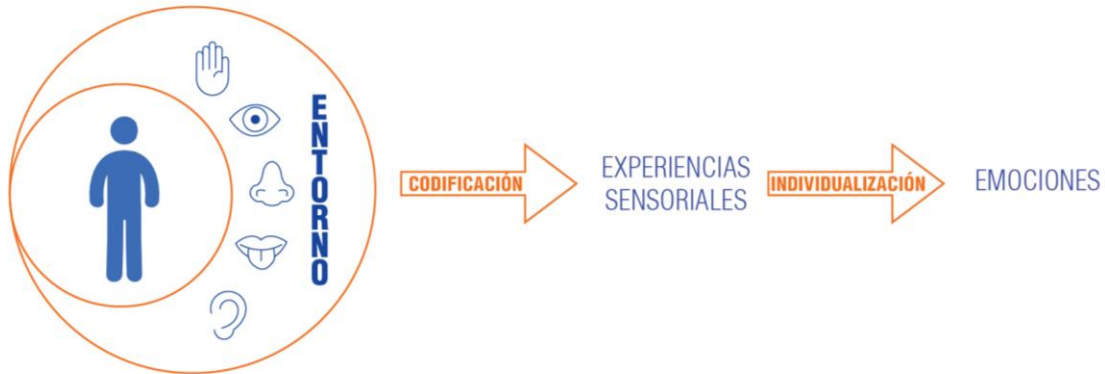 ENTORNO
CODIFICACIÓN
EXPERIENCIAS
SENSORIALES
INDIVIDUALIZACIÓN
EMOCIONES